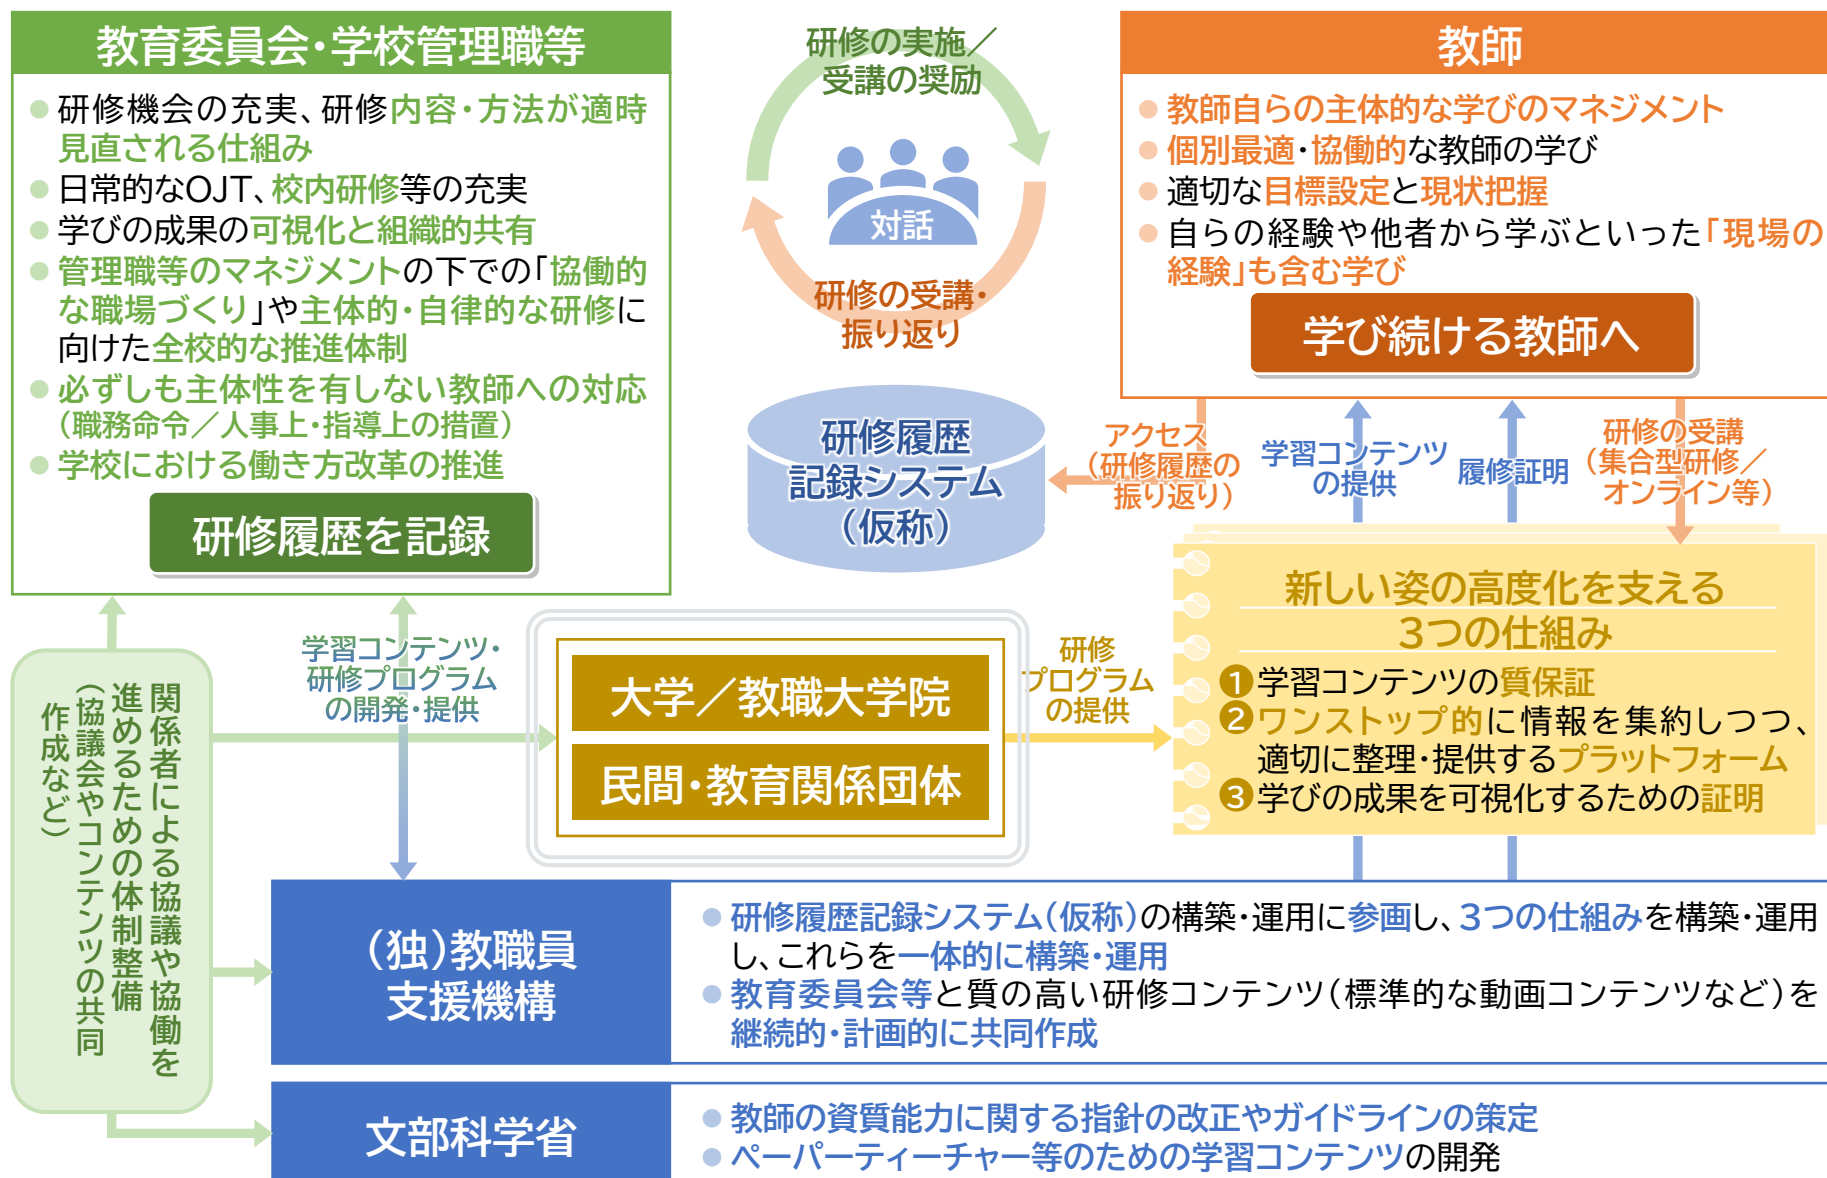 教育委員会・学校管理職等
● 研修機会の充実、研修内容・方法が適時
見直される仕組み
● 日常的なOJT、校内研修等の充実
● 学びの成果の可視化と組織的共有
● 管理職等のマネジメントの下での「協働的
な職場づくり」や主体的・自律的な研修に
向けた全校的な推進体制
● 必ずしも主体性を有しない教師への対応
（職務命令／人事上・指導上の措置）
● 学校における働き方改革の推進
研修履歴を記録
研修の実施／
受講の奨励
対話
研修の受講・
振り返り
研修履歴
記録システム
（仮称）
教師
● 教師自らの主体的な学びのマネジメント
● 個別最適・協働的な教師の学び
● 適切な目標設定と現状把握
● 自らの経験や他者から学ぶといった「現場の
経験」も含む学び
学び続ける教師へ
アクセス
（研修履歴の
振り返り）
学習コンテンツ
の提供
履修証明
研修の受講
（集合型研修／
オンライン等）
新しい姿の高度化を支える
3つの仕組み
❶学習コンテンツの質保証
❷ワンストップ的に情報を集約しつつ、
適切に整理・提供するプラットフォーム
❸学びの成果を可視化するための証明
学習コンテンツ・
研修プログラム
の開発・提供
大学／教職大学院
民間・教育関係団体
研修
プログラム
の提供
関係者による協議や協働を
進めるための体制整備
（協議会やコンテンツの共同
作成など）
（独）教職員
支援機構
● 研修履歴記録システム（仮称）の構築・運用に参画し、3つの仕組みを構築・運用
し、これらを一体的に構築・運用
● 教育委員会等と質の高い研修コンテンツ（標準的な動画コンテンツなど）を
継続的・計画的に共同作成
文部科学省
● 教師の資質能力に関する指針の改正やガイドラインの策定
● ペーパーティーチャー等のための学習コンテンツの開発